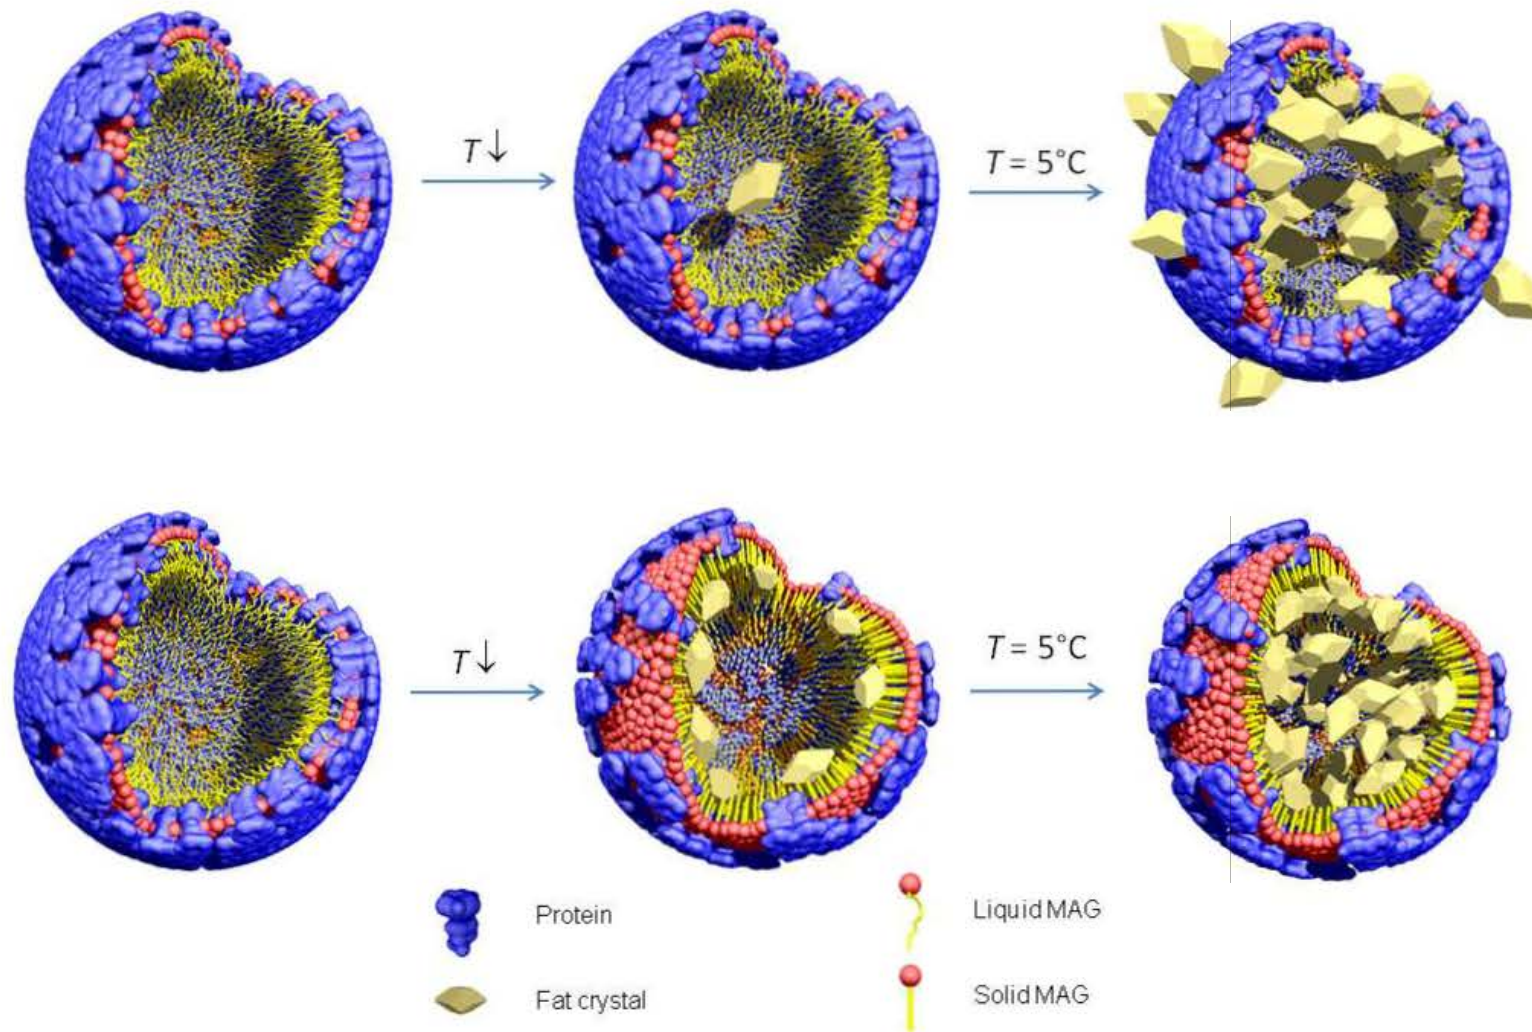 T↓
T = 5°C
T↓
T = 5°C
Protein
Liquid MAG
Fat crystal
Solid MAG